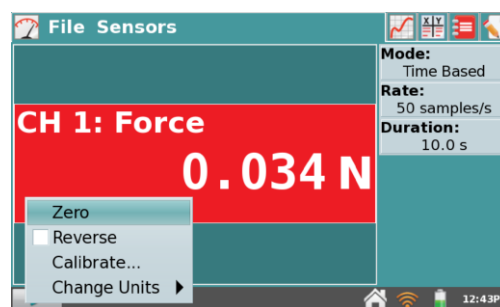 File Sensors
X Y
Mode:
Time Based
Rate:
50 samples/s
Duration:
10.0 s
CH 1: Force
0.034 N
Zero
Reverse
Calibrate...
Change Units
12:43P